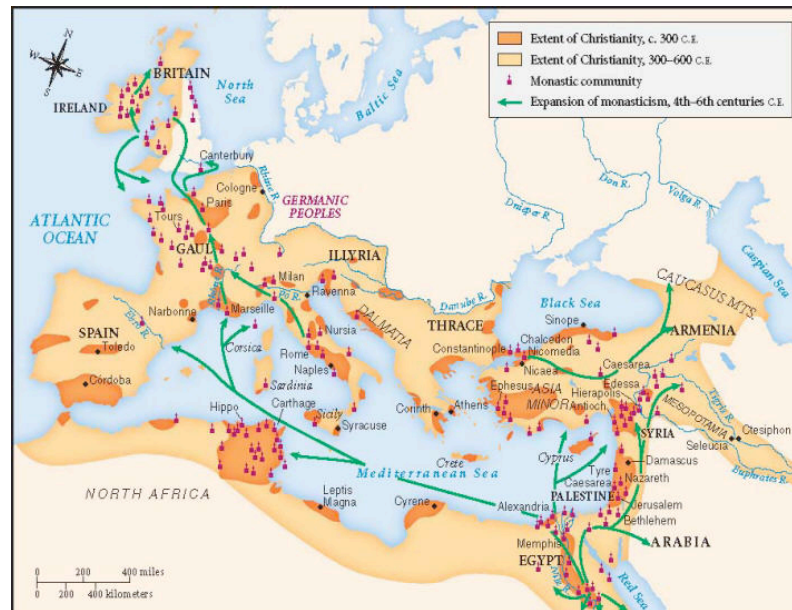 Extent of Christianity, c. 300 C.E.
Extent of Christianity, 300–600 C.E.
Monastic community
Expansion of monasticism, 4th–6th centuries C.E.
N
W
E
S
BRITAIN
IRELAND
North
Sea
Baltic Sea
Canterbury
Cologne
Rhine R.
Paris
GERMANIC
PEOPLES
Don R.
Volga R.
Dnieper R.
ATLANTIC
OCEAN
Tours
GAUL
ILLYRIA
Caspian Sea
Milan
Po R.
Ravenna
Danube R.
Black Sea
CAUCASUS MTS.
Narbonne
Marseille
DALMATIA
Sinope
ARMENIA
Ebro R.
SPAIN
Toledo
Corsica
Nursia
THRACE
Constantinople
Chalcedon
Nicomedia
Rome
Naples
Nicaea
Caesarea
Córdoba
Sardinia
Ephesus
ASIA
MINOR
Hierapolis
Edessa
Antioch
Tigris R.
Hippo
Carthage
Sicily
Syracuse
Corinth
Athens
MESOPOTAMIA
Ctesiphon
SYRIA
Seleucia
Crete
Cyprus
Damascus
Euphrates R.
Mediterranean Sea
Tyre
Caesarea
Nazareth
PALESTINE
NORTH AFRICA
Leptis
Magna
Cyrene
Alexandria
Jerusalem
Bethlehem
Memphis
ARABIA
EGYPT
Nile R.
Red Sea
0 200 400 miles
0 200 400 kilometers